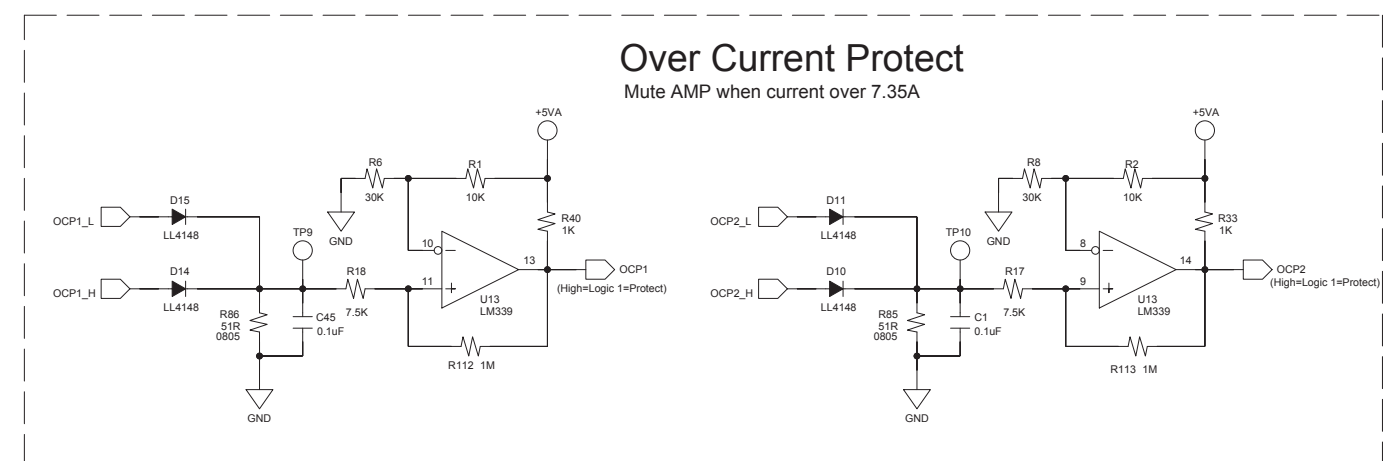 Over Current Protect
Mute AMP when current over 7.35A
+5VA
R6
30K
R1
10K
GND
R40
1K
D15
LL4148
OCP1_L
D14
LL4148
OCP1_H
TP9
R18
7.5K
R86
51R
0805
C45
0.1uF
GND
10
11
13
U13
LM339
R112 1M
OCP1
(High=Logic 1=Protect)
+5VA
R8
30K
R2
10K
GND
R33
1K
D11
LL4148
OCP2_L
D10
LL4148
OCP2_H
TP10
R17
7.5K
R85
51R
0805
C1
0.1uF
GND
8
9
14
U13
LM339
R113 1M
OCP2
(High=Logic 1=Protect)